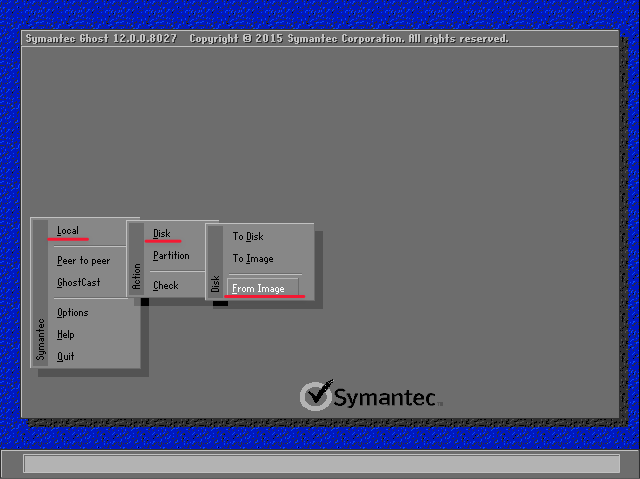 Symantec Ghost 12.0.0.8027 Copyright © 2015 Symantec Corporation. All rights reserved.
Symantec
Local
Peer to peer
GhostCast
Options
Help
Quit
Action
Disk
Partition
Check
Disk
To Disk
To Image
From Image
Symantec